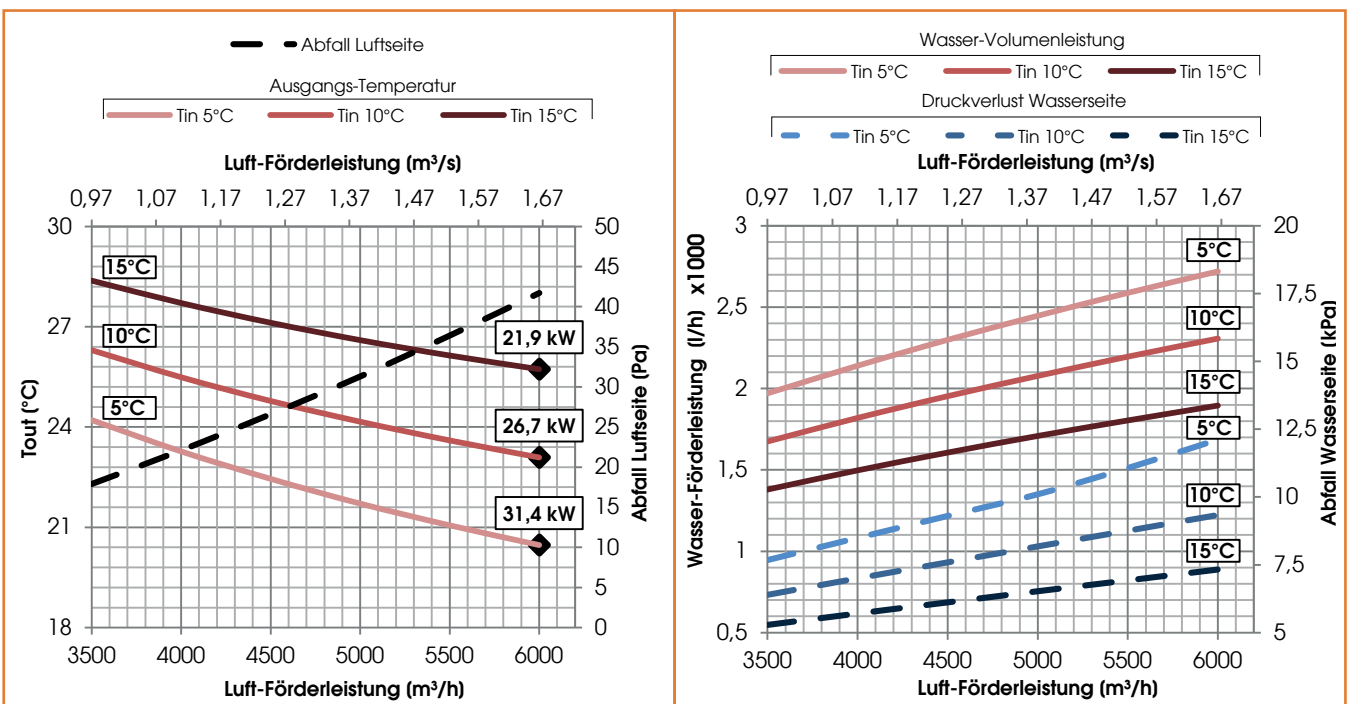 Abfall Luftseite
Ausgangs-Temperatur
Tin 5°C Tin 10°C Tin 15°C
Luft-Förderleistung (m³/s)
0,97 1,07 1,17 1,27 1,37 1,47 1,57 1,67
30
27
24
21
18
Tout (°C)
15°C
10°C
5°C
21,9 kW
26,7 kW
31,4 kW
50
45
40
35
30
25
20
15
10
5
0
Abfall Luftseite (Pa)
3500 4000 4500 5000 5500 6000
Luft-Förderleistung (m³/h)
Wasser-Volumenleistung
Tin 5°C Tin 10°C Tin 15°C
Druckverlust Wasserseite
Tin 5°C Tin 10°C Tin 15°C
Luft-Förderleistung (m³/s)
0,97 1,07 1,17 1,27 1,37 1,47 1,57 1,67
3
2,5
2
1,5
1
0,5
Wasser-Förderleistung (l/h) x1000
5°C
10°C
15°C
5°C
10°C
15°C
20
17,5
15
12,5
10
7,5
5
Abfall Wasserseite (kPa)
3500 4000 4500 5000 5500 6000
Luft-Förderleistung (m³/h)